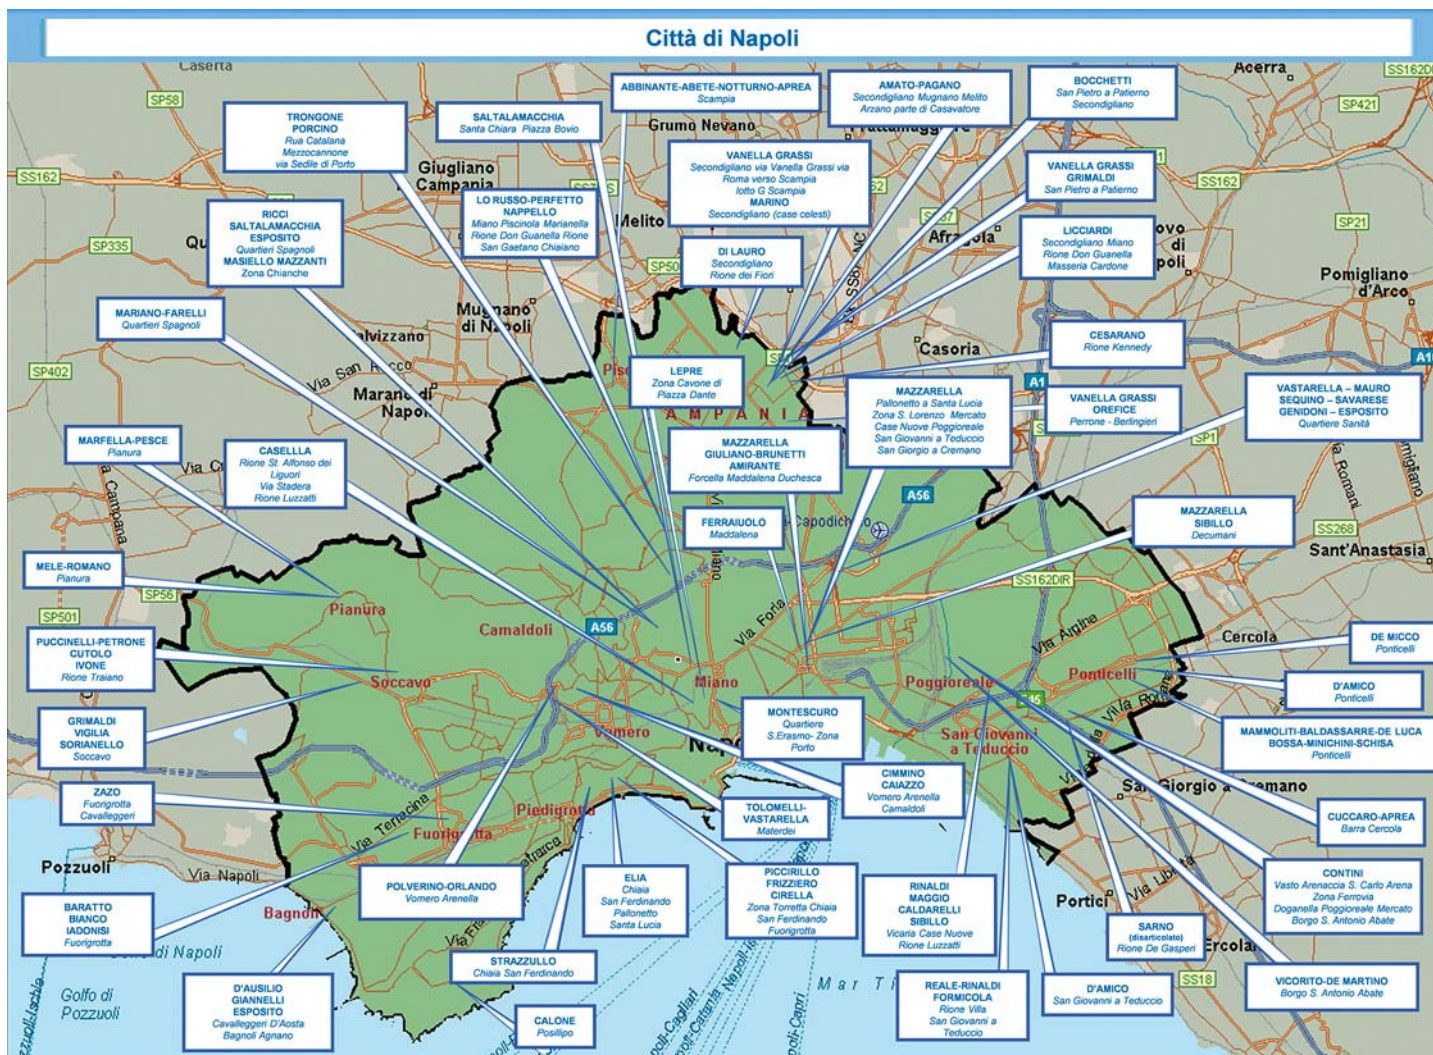 Città di Napoli
Caserta
Acerra
SS162DIR
SP58
SP421
TRONGONE
PORCINO
Rua Catalana
Mezzocannone
via Sedile di Porto
SALTALAMACCHIA
Santa Chiara Piazza Bovio
ABBINANTE-ABETE-NOTTURNO-APREA
Scampia
AMATO-PAGANO
Secondigliano Mugnano Melito
Arzano parte di Casavatore
BOCCHETTI
San Pietro a Patierno
Secondigliano
Grumo Nevano
Giugliano
Campania
SS162
SS162
VANELLA GRASSI
Secondigliano via Vanella Grassi via
Roma verso Scampia
lotto G Scampia
MARINO
Secondigliano (case celesti)
VANELLA GRASSI
GRIMALDI
San Pietro a Patierno
RICCI
SALTALAMACCHIA
ESPOSITO
Quartieri Spagnoli
MASIELLO MAZZANTI
Zona Chianche
LO RUSSO-PERFETTO
NAPPELLO
Miano Piscinola Marianella
Rione Don Guanella Rione
San Gaetano Chiaiano
Melito
Afragola
SP21
SP335
LICCIARDI
Secondigliano Miano
Rione Don Guanella
Masseria Cardone
DI LAURO
Secondigliano
Rione dei Fiori
Pomigliano
d'Arco
MARIANO-FARELLI
Quartieri Spagnoli
Mugnano
di Napoli
Casoria
CESARANO
Rione Kennedy
SP402
Via San Rocco
Marano di
LEPRE
Zona Cavone di
Piazza Dante
MAZZARELLA
Pallonetto a Santa Lucia
Zona S. Lorenzo Mercato
Case Nuove Poggioreale
San Giovanni a Teduccio
San Giorgio a Cremano
A1
VANELLA GRASSI
OREFICE
Perrone - Berlingieri
VASTARELLA – MAURO
SEQUINO – SAVARESE
GENIDONI – ESPOSITO
Quartiere Sanità
MARFELLA-PESCE
Pianura
CASELLLA
Rione St. Alfonso dei
Liguori
Via Stadera
Rione Luzzatti
MAZZARELLA
GIULIANO-BRUNETTI
AMIRANTE
Forcella Maddalena Duchesca
SP1
Via Romani
Campana
A56
FERRAIUOLO
Maddalena
MAZZARELLA
SIBILLO
Decumani
SS268
Sant'Anastasia
MELE-ROMANO
Pianura
SP56
SP501
Pianura
SS162DIR
Camaldoli
A56
Via Foria
Via Argine
Cercola
PUCCINELLI-PETRONE
CUTOLO
IVONE
Rione Traiano
Soccavo
Miano
Poggioreale
Ponticelli
DE MICCO
Ponticelli
D'AMICO
Ponticelli
GRIMALDI
VIGILIA
SORIANELLO
Soccavo
Vomero
MONTESCURO
Quartiere
S.Erasmo- Zona
Porto
San Giovanni
a Teduccio
MAMMOLITI-BALDASSARRE-DE LUCA
BOSSA-MINICHINI-SCHISA
Ponticelli
ZAZO
Fuorigrotta
Cavalleggeri
Via Terracina
Fuorigrotta
Piedigrotta
TOLOMELLI-
VASTARELLA
Materdei
CIMMINO
CAIAZZO
Vomero Arenella
Camaldoli
San Giorgio a Cremano
CUCCARO-APREA
Barra Cercola
Pozzuoli
Via Napoli
Bagnoli
BARATTO
BIANCO
IADONISI
Fuorigrotta
POLVERINO-ORLANDO
Vomero Arenella
ELIA
Chiaia
San Ferdinando
Pallonetto
Santa Lucia
PICCIRILLO
FRIZZIERO
CIRELLA
Zona Torretta Chiaia
San Ferdinando
Fuorigrotta
RINALDI
MAGGIO
CALDARELLI
SIBILLO
Vicaria Case Nuove
Rione Luzzatti
Portici
Via Libertà
CONTINI
Vasto Arenaccia S. Carlo Arena
Zona Ferrovia
Doganella Poggioreale Mercato
Borgo S. Antonio Abate
SARNO
(disarticolato)
Rione De Gasperi
STRAZZULLO
Chiaia San Ferdinando
SS18
VICORITO-DE MARTINO
Borgo S. Antonio Abate
Golfo di
Pozzuoli
D'AUSILIO
GIANNELLI
ESPOSITO
Cavalleggeri D'Aosta
Bagnoli Agnano
CALONE
Posillipo
REALE-RINALDI
FORMICOLA
Rione Villa
San Giovanni a
Teduccio
D'AMICO
San Giovanni a Teduccio